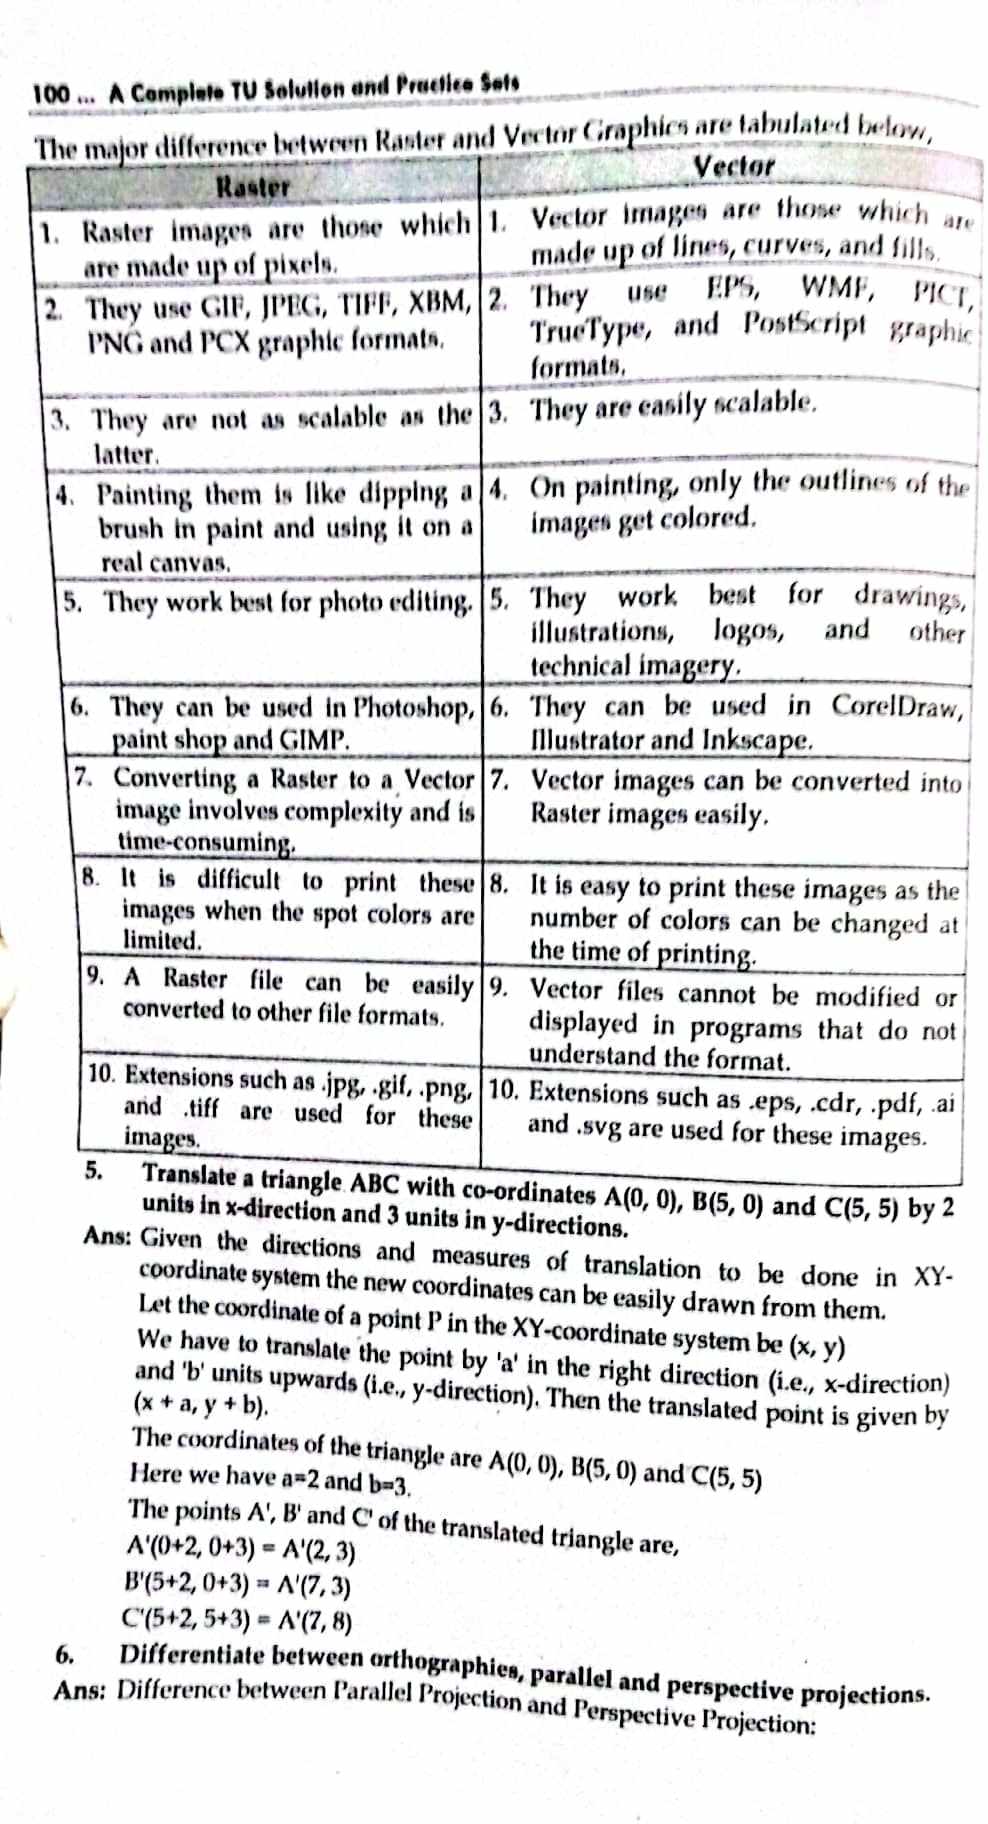 100 ... A Complete TU Solution and Practice Sets
The major difference between Raster and Vector Graphics are tabulated below,
Raster
1. Raster images are those which
are made up of pixels.
2. They use GIF, JPEG, TIFF, XBM,
PNG and PCX graphic formats.
3. They are not as scalable as the
latter.
4. Painting them is like dipping a
brush in paint and using it on a
real canvas.
5. They work best for photo editing.
6. They can be used in Photoshop,
paint shop and GIMP.
7. Converting a Raster to a Vector
image involves complexity and is
time-consuming.
8. It is difficult to print these
images when the spot colors are
limited.
9. A Raster file can be easily
converted to other file formats.
10. Extensions such as .jpg, .gif, .png,
and .tiff are used for these
images.
Vector
1. Vector images are those which are
made up of lines, curves, and fills.
2. They use EPS, WMF, PICT,
TrueType, and PostScript graphic
formats.
3. They are easily scalable.
4. On painting, only the outlines of the
images get colored.
5. They work best for drawings,
illustrations, logos, and other
technical imagery.
6. They can be used in CorelDraw,
Illustrator and Inkscape.
7. Vector images can be converted into
Raster images easily.
8. It is easy to print these images as the
number of colors can be changed at
the time of printing.
9. Vector files cannot be modified or
displayed in programs that do not
understand the format.
10. Extensions such as .eps, .cdr, .pdf, .ai
and .svg are used for these images.
5. Translate a triangle ABC with co-ordinates A(0, 0), B(5, 0) and C(5, 5) by 2
units in x-direction and 3 units in y-directions.
Ans: Given the directions and measures of translation to be done in XY-
coordinate system the new coordinates can be easily drawn from them.
Let the coordinate of a point P in the XY-coordinate system be (x, y)
We have to translate the point by 'a' in the right direction (i.e., x-direction)
and 'b' units upwards (i.e., y-direction). Then the translated point is given by
(x + a, y + b).
The coordinates of the triangle are A(0, 0), B(5, 0) and C(5, 5)
Here we have a=2 and b=3.
The points A', B' and C' of the translated triangle are,
A'(0+2, 0+3) = A'(2, 3)
B'(5+2, 0+3) = A'(7, 3)
C'(5+2, 5+3) = A'(7, 8)
6. Differentiate between orthographies, parallel and perspective projections.
Ans: Difference between Parallel Projection and Perspective Projection: